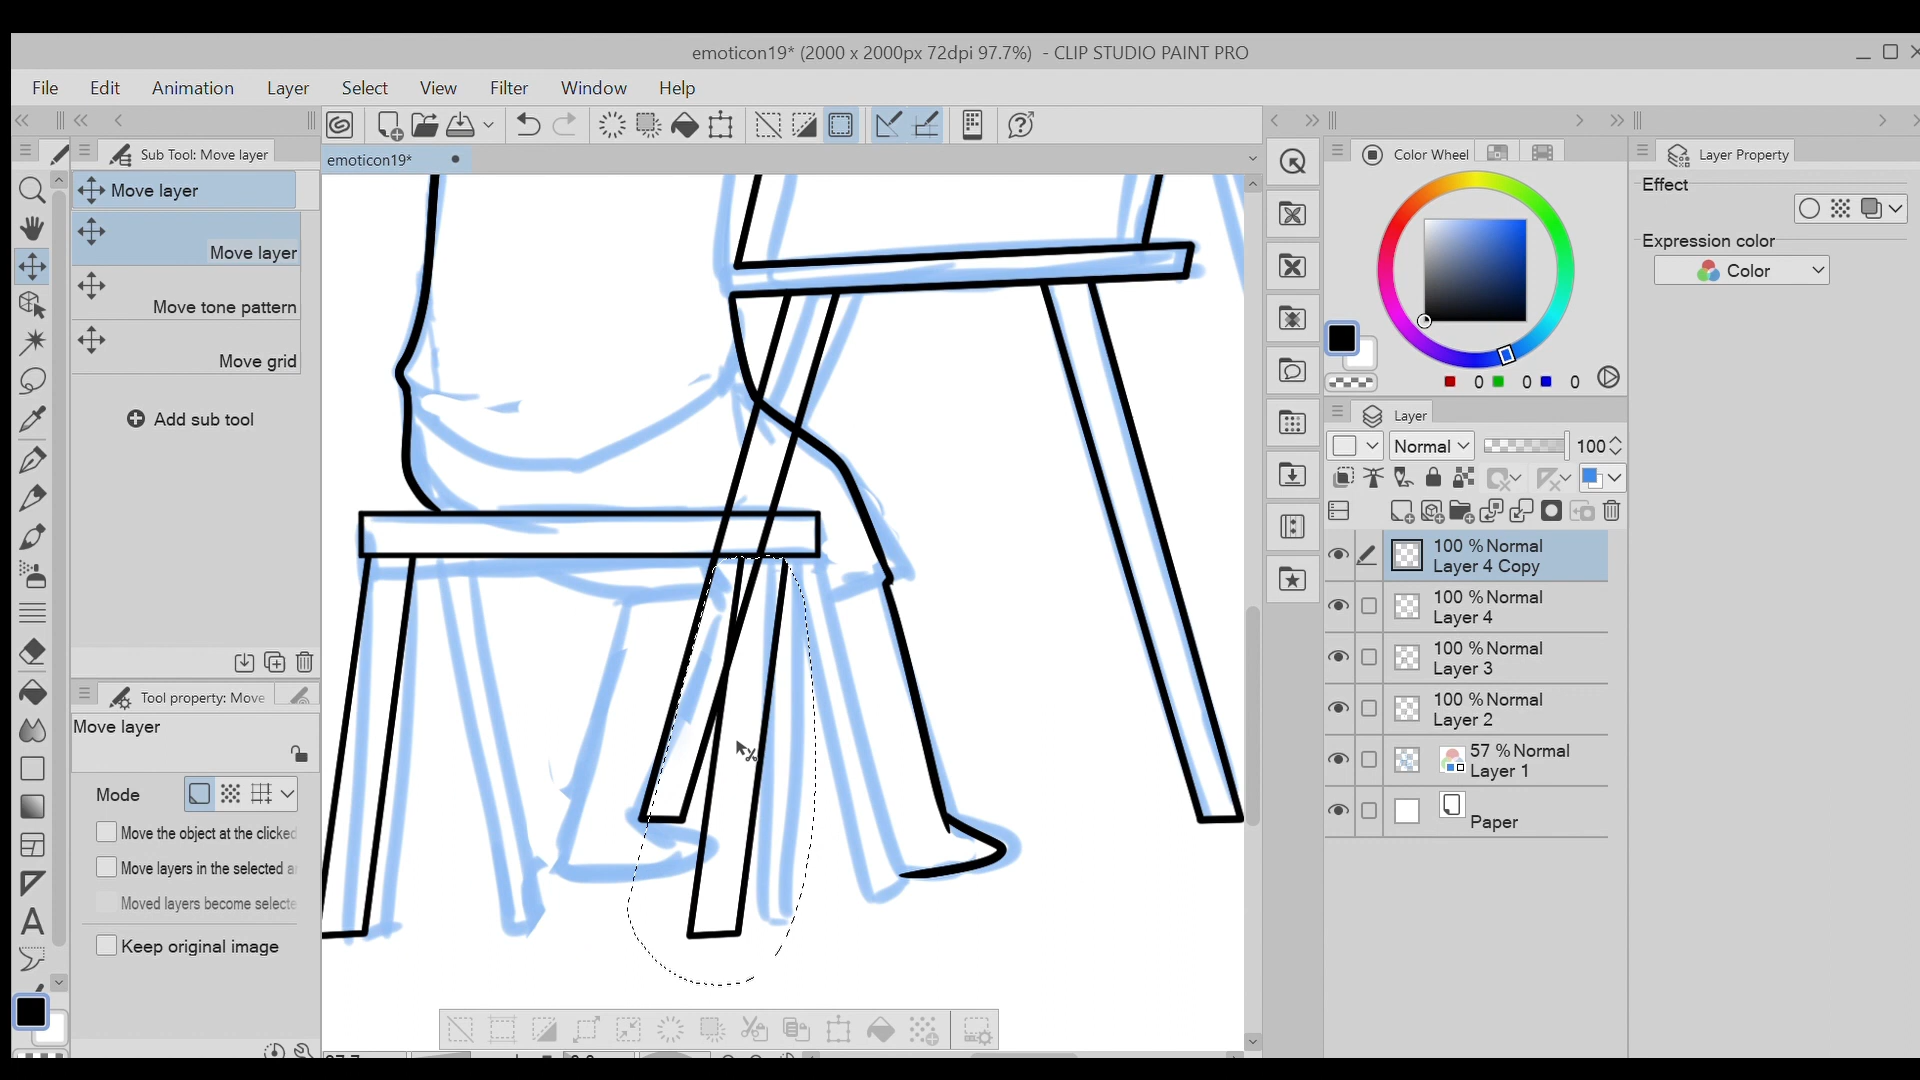 emoticon19* (2000 x 2000px 72dpi 97.7%) - CLIP STUDIO PAINT PRO
File Edit Animation Layer Select View Filter Window Help
Sub Tool: Move layer
emoticon19*
Color Wheel
Layer Property
Move layer
Move layer
Move tone pattern
Move grid
Add sub tool
Effect
Expression color
Color
0 0 0
Layer
Normal 100
100 % Normal
Layer 4 Copy
100 % Normal
Layer 4
100 % Normal
Layer 3
100 % Normal
Layer 2
57 % Normal
Layer 1
Paper
Tool property: Move
Move layer
Mode
Move the object at the clicked
Move layers in the selected
Moved layers become selecte
Keep original image